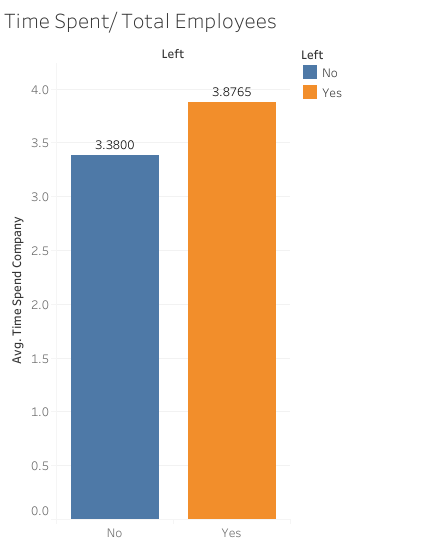 Time Spent/ Total Employees
Left
Left
No
Yes
4.0
3.8765
3.5
3.3800
3.0
2.5
2.0
1.5
1.0
0.5
0.0
Avg. Time Spend Company
No
Yes